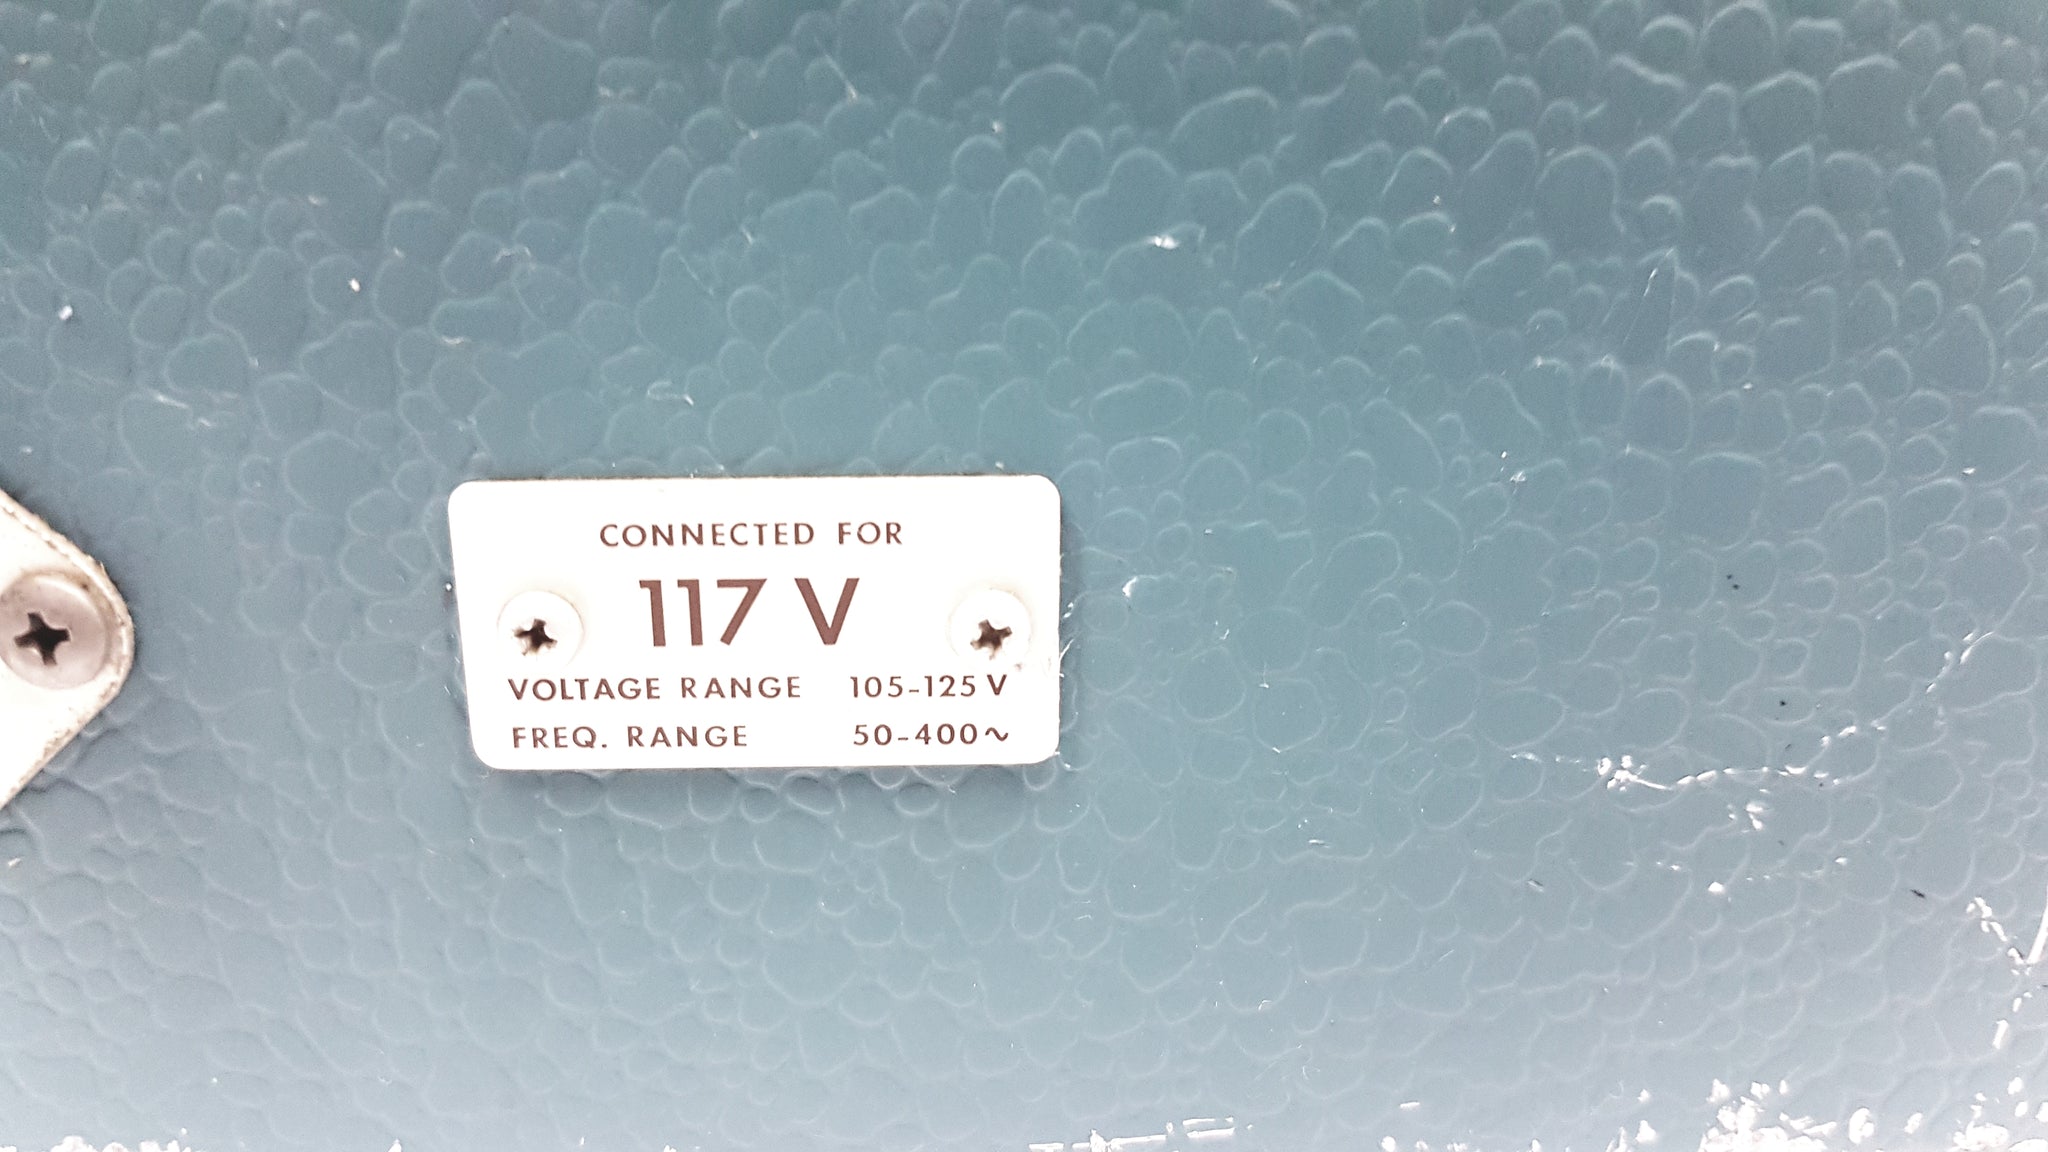 CONNECTED FOR
117 V
VOLTAGE RANGE 105-125 V
FREQ. RANGE 50-400~